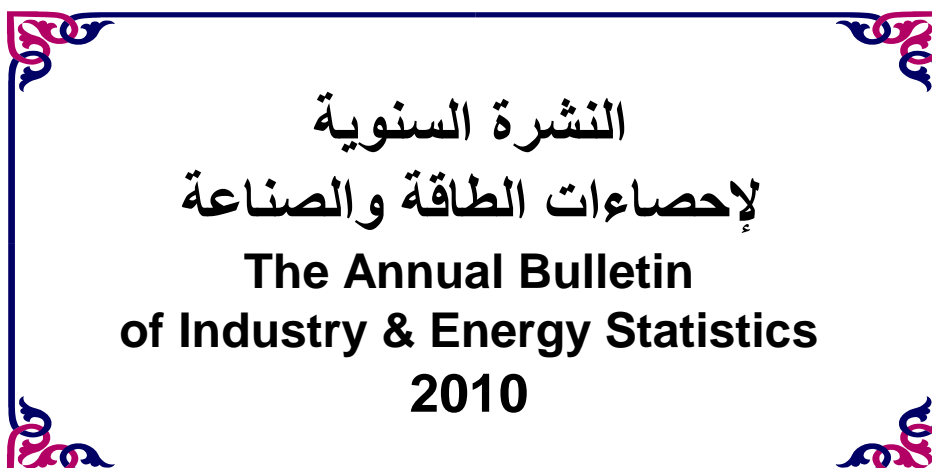 النشرة السنوية
لإحصاءات الطاقة والصناعة
The Annual Bulletin
of Industry & Energy Statistics
2010